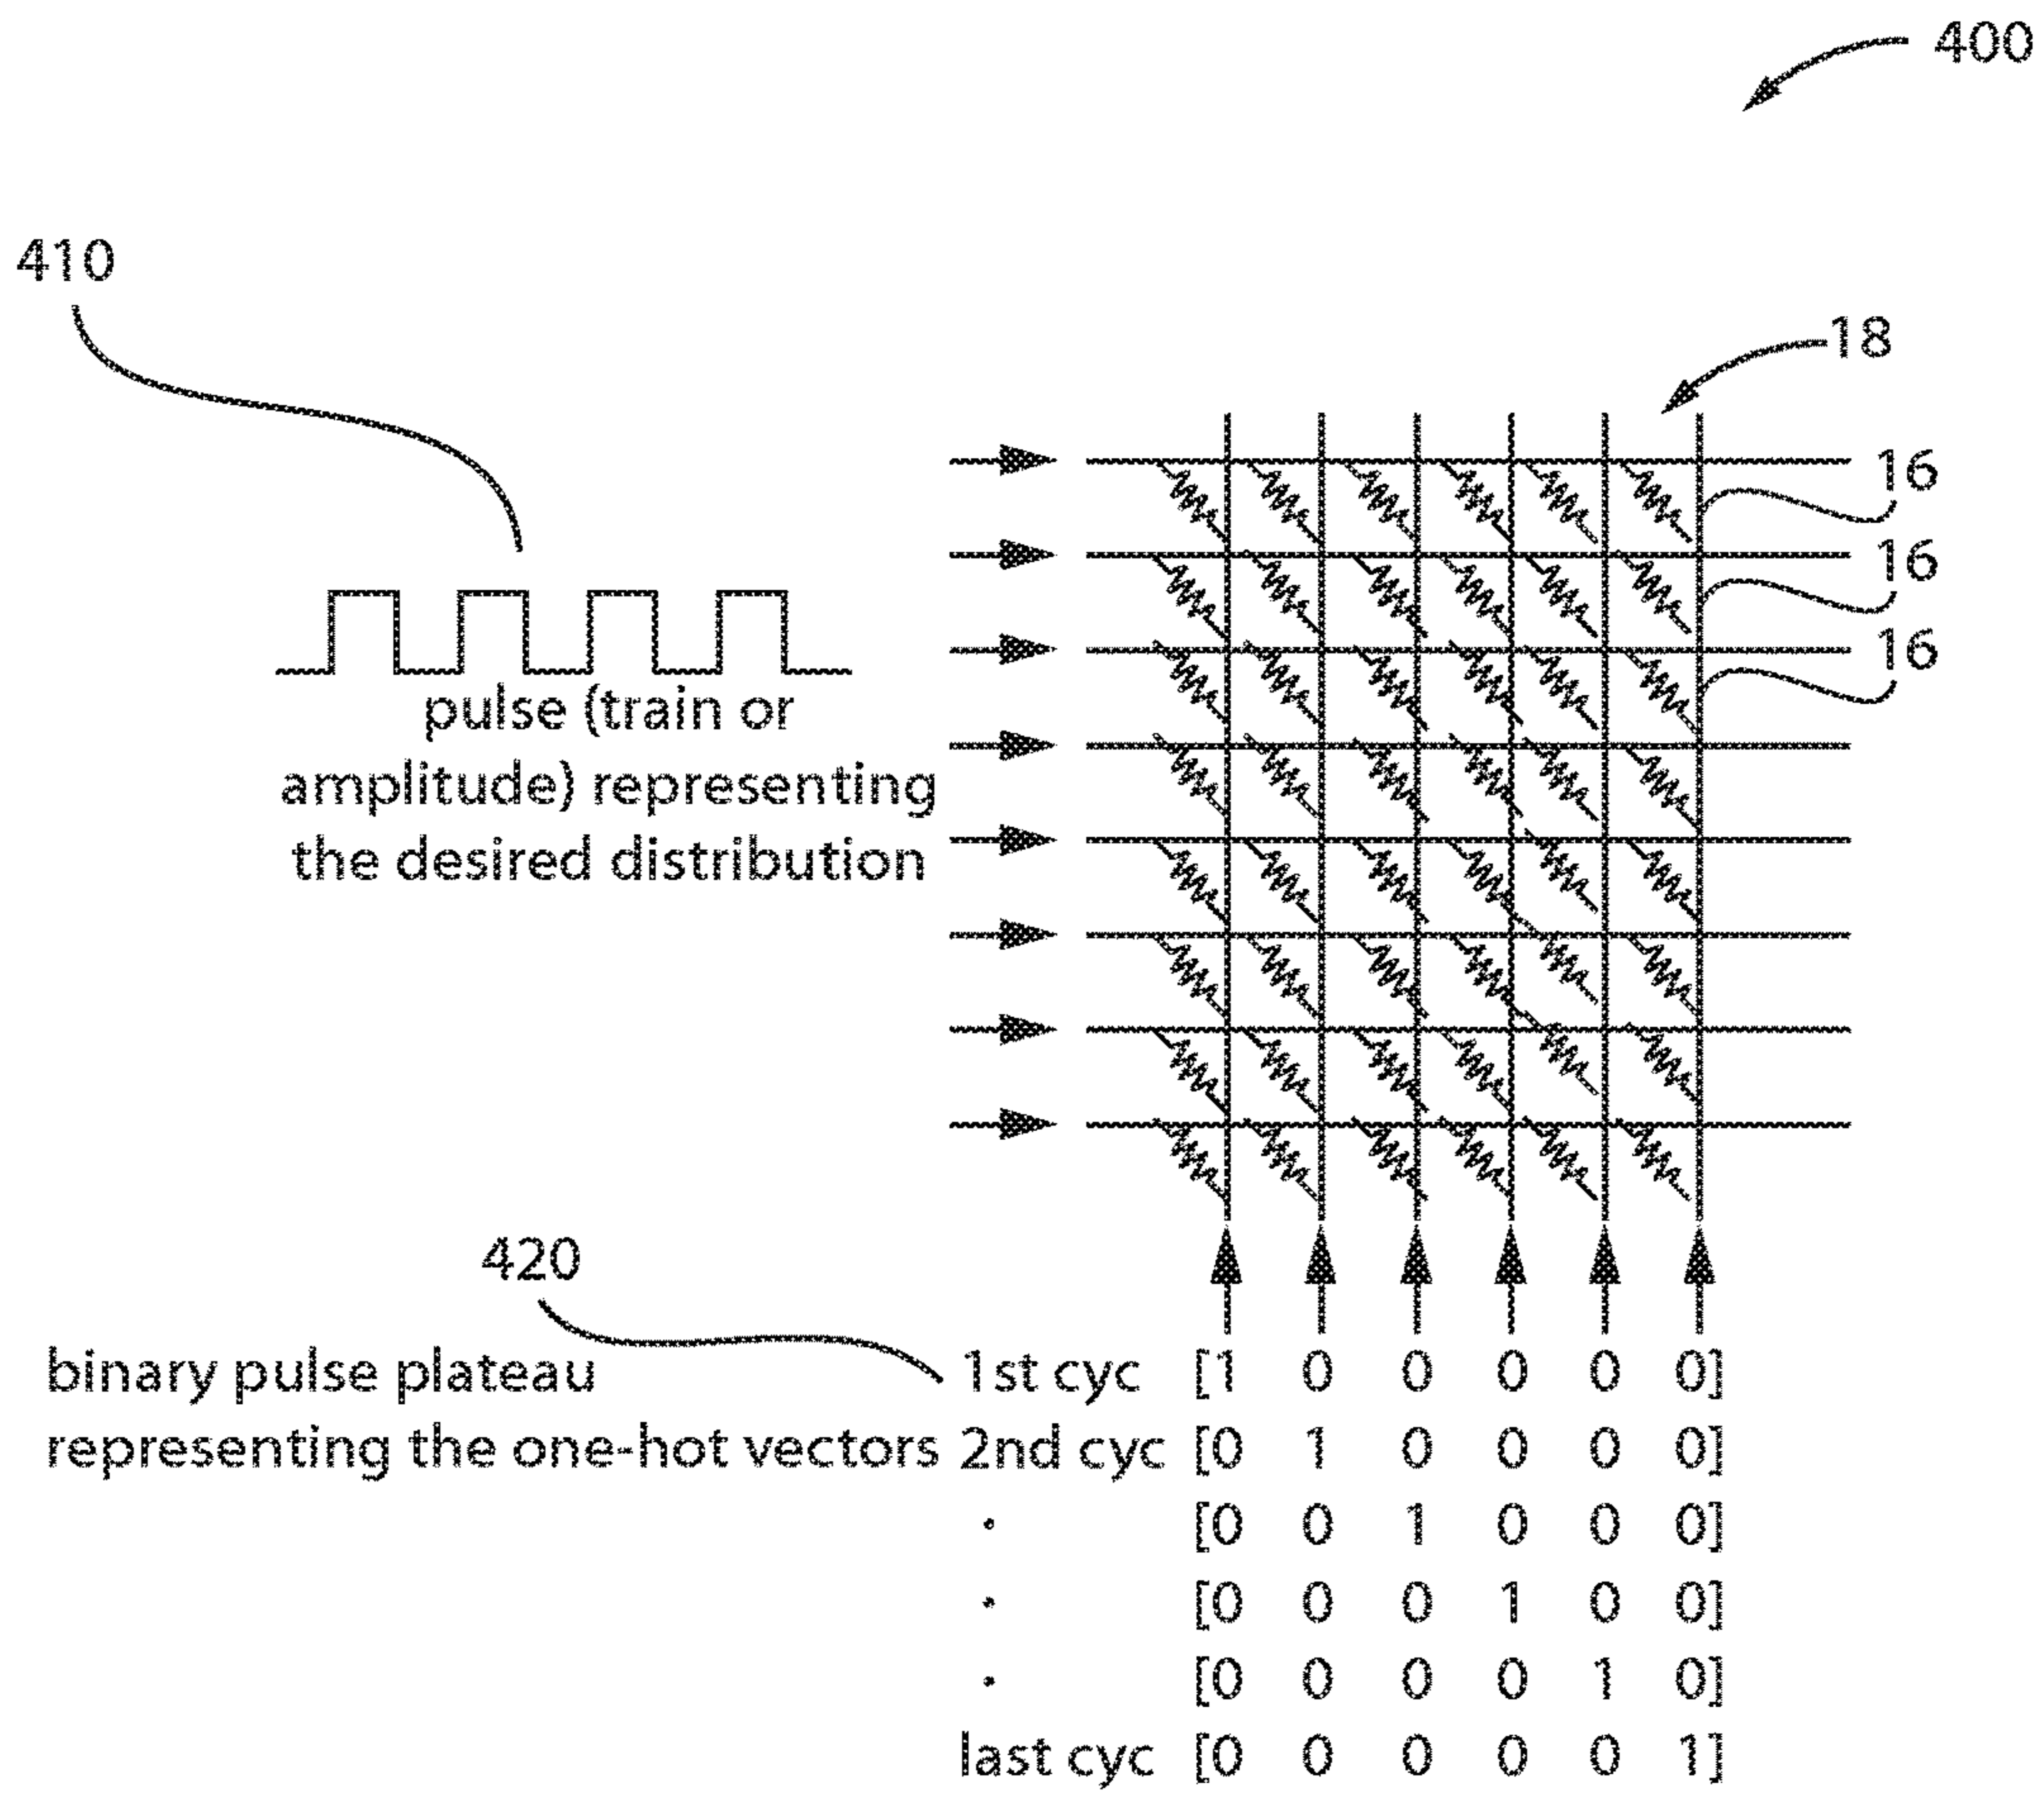 400
410
18
16
16
16
pulse (train or
amplitude) representing
the desired distribution
420
binary pulse plateau 1st cyc [1 0 0 0 0 0]
representing the one-hot vectors 2nd cyc [0 1 0 0 0 0]
. [0 0 1 0 0 0]
. [0 0 0 1 0 0]
. [0 0 0 0 1 0]
last cyc [0 0 0 0 0 1]